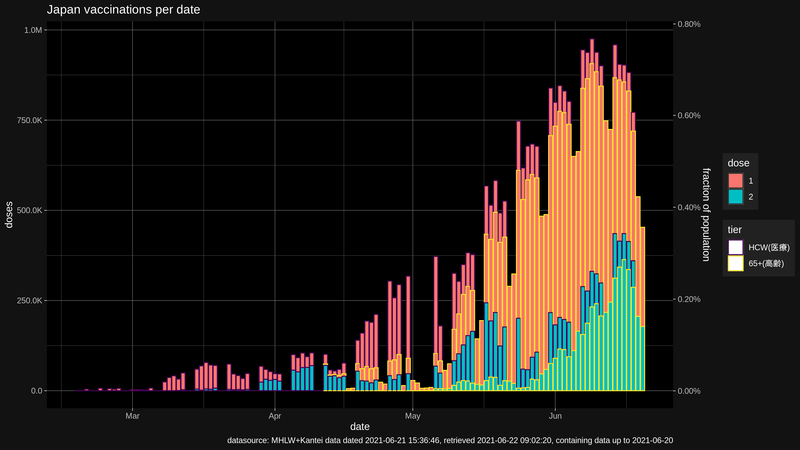 Japan vaccinations per date
1.0M
750.0K
500.0K
250.0K
0.0
doses
0.80%
0.60%
0.40%
0.20%
0.00%
fraction of population
Mar
Apr
May
Jun
date
dose
1
2
tier
HCW(医療)
65+(高齢)
datasource: MHLW+Kantei data dated 2021-06-21 15:36:46, retrieved 2021-06-22 09:02:20, containing data up to 2021-06-20